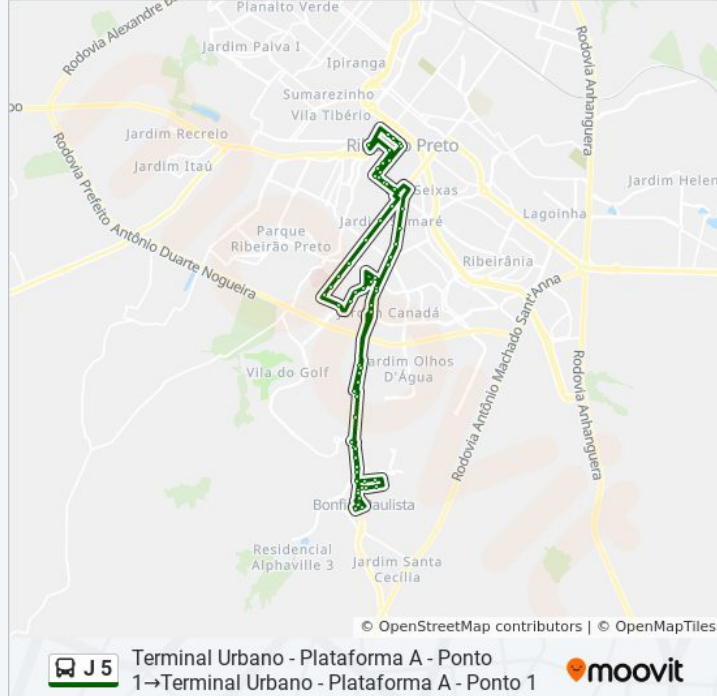 Planalto Verde
Rodovia Alexandre
Jardim Paiva I
Ipiranga
Rodovia Anhanguera
Sumarezinho
Vila Tibério
Jardim Recreio
Preto
Jardim Itaú
Seixas
Jardim Helen
Lagoinha
Parque
Ribeirão Preto
Rodovia Prefeito Antônio Duarte Nogueira
Ribeirânia
Canadá
Rodovia Antônio Machado Sant'Anna
Vila do Golf
Jardim Olhos
D'Água
Rodovia Anhanguera
Bonfim Paulista
Residencial
Alphaville 3
Jardim Santa
Cecília
© OpenStreetMap contributors | © OpenMapTiles
J 5
Terminal Urbano - Plataforma A - Ponto
1→Terminal Urbano - Plataforma A - Ponto 1
moovit